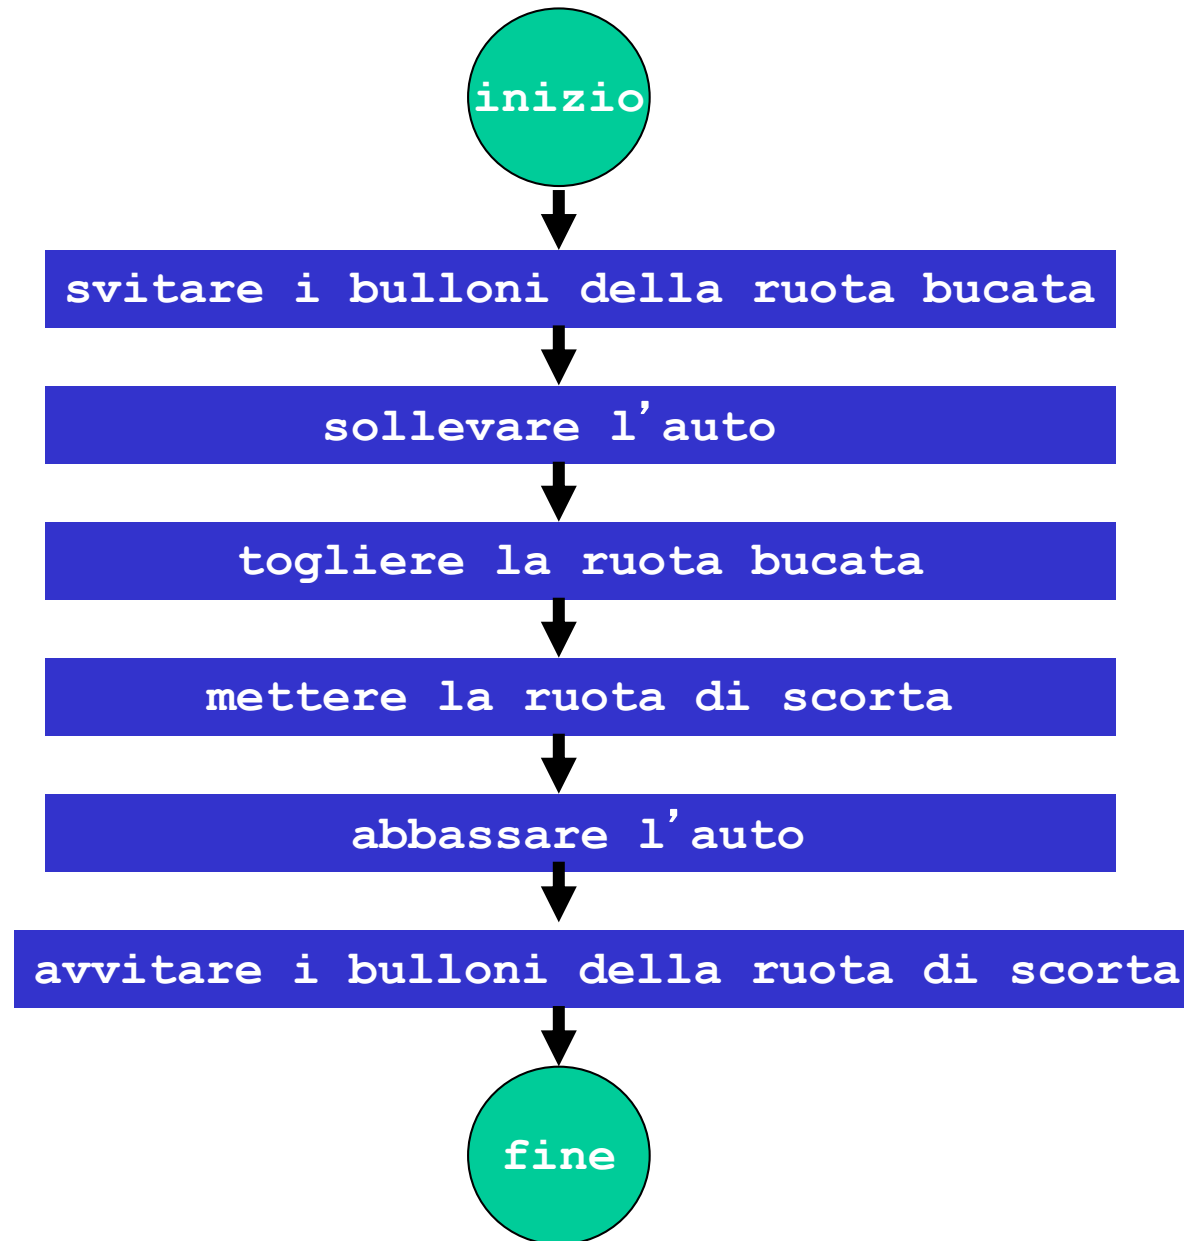 inizio
svitare i bulloni della ruota bucata
sollevare l’auto
togliere la ruota bucata
mettere la ruota di scorta
abbassare l’auto
avvitare i bulloni della ruota di scorta
fine